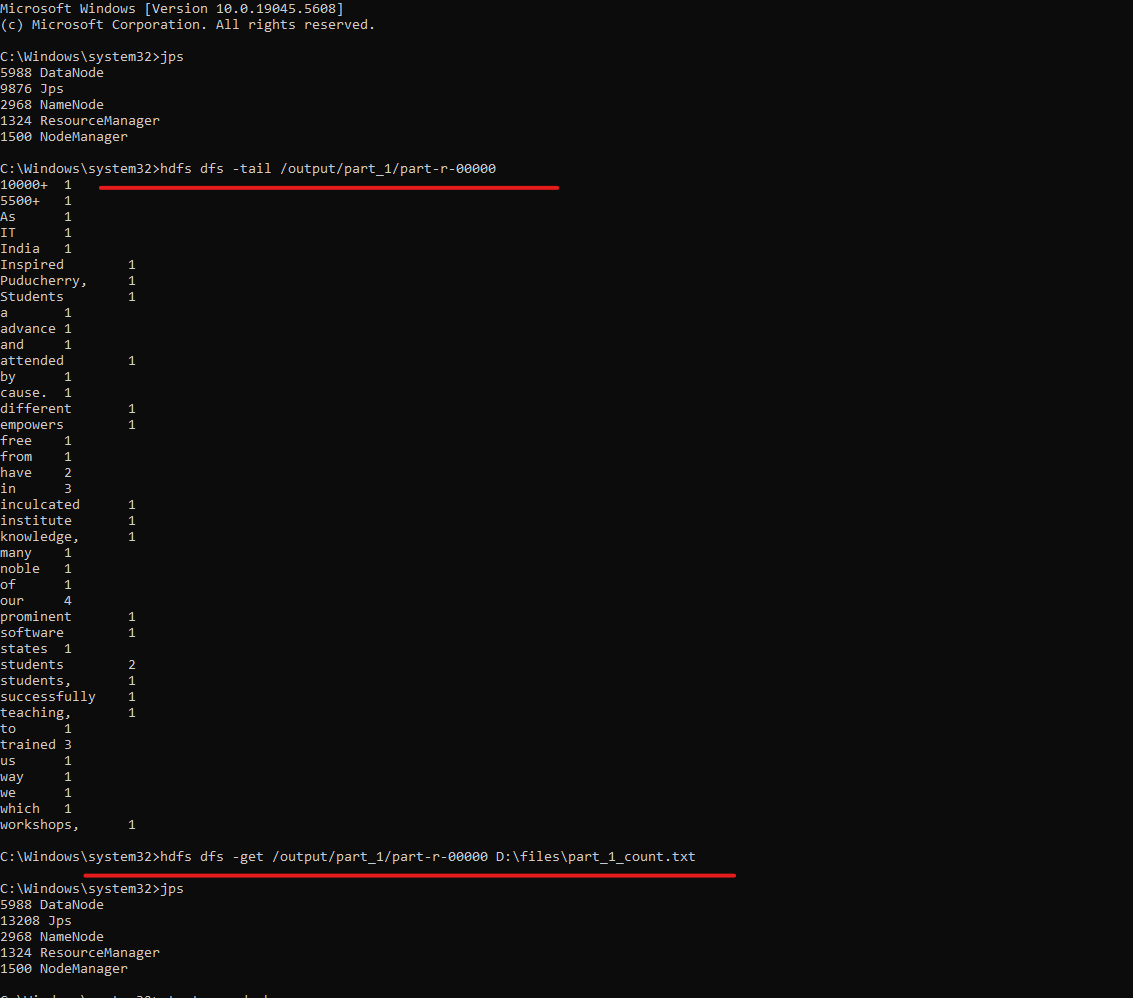 Microsoft Windows [Version 10.0.19045.5608]
(c) Microsoft Corporation. All rights reserved.
C:\Windows\system32>jps
5988 DataNode
9876 Jps
2968 NameNode
1324 ResourceManager
1500 NodeManager
C:\Windows\system32>hdfs dfs -tail /output/part_1/part-r-00000
10000+ 1
5500+ 1
As 1
IT 1
India 1
Inspired 1
Puducherry, 1
Students 1
a 1
advance 1
and 1
attended 1
by 1
cause. 1
different 1
empowers 1
free 1
from 1
have 2
in 3
inculcated 1
institute 1
knowledge, 1
many 1
noble 1
of 1
our 4
prominent 1
software 1
states 1
students 2
students, 1
successfully 1
teaching, 1
to 1
trained 3
us 1
way 1
we 1
which 1
workshops, 1
C:\Windows\system32>hdfs dfs -get /output/part_1/part-r-00000 D:\files\part_1_count.txt
C:\Windows\system32>jps
5988 DataNode
13208 Jps
2968 NameNode
1324 ResourceManager
1500 NodeManager